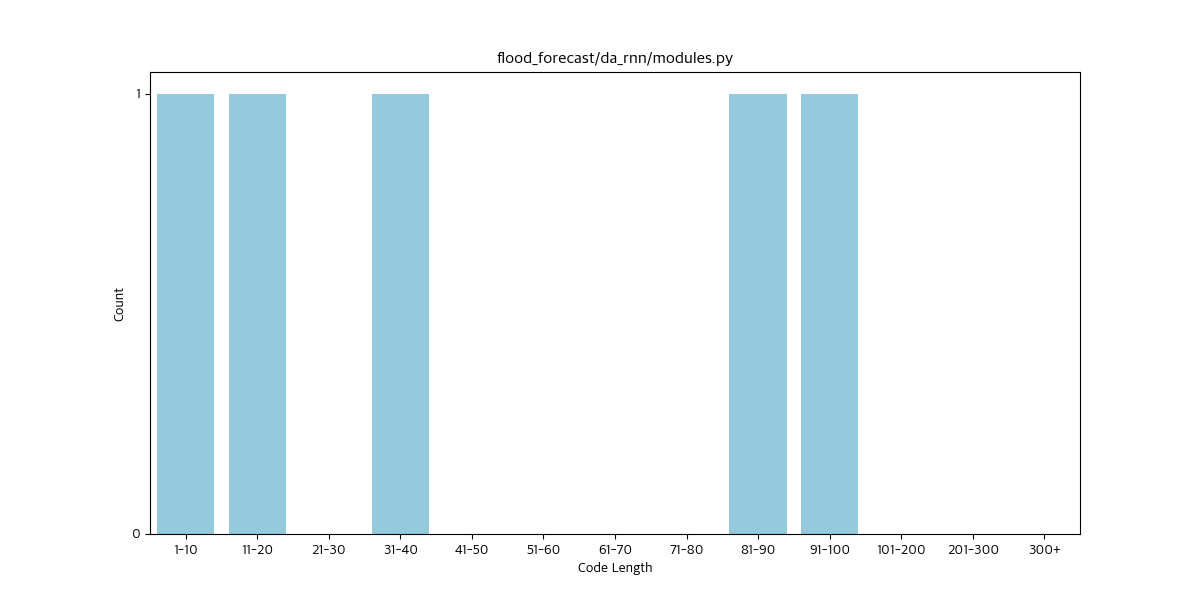 flood_forecast/da_rnn/modules.py
Count
1
0
1-10 11-20 21-30 31-40 41-50 51-60 61-70 71-80 81-90 91-100 101-200 201-300 300+
Code Length